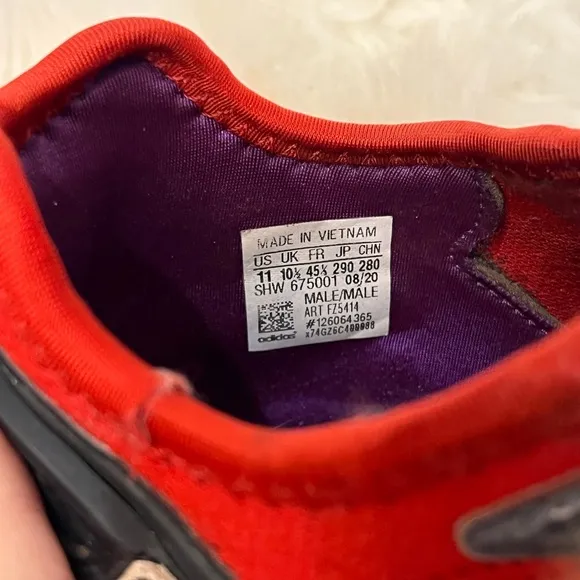 MADE IN VIETNAM
US UK FR JP CHN
11 10½ 45⅓ 290 280
SHW 675001 08/20
MALE/MALE
ART FZ5414
#126064365
adidas